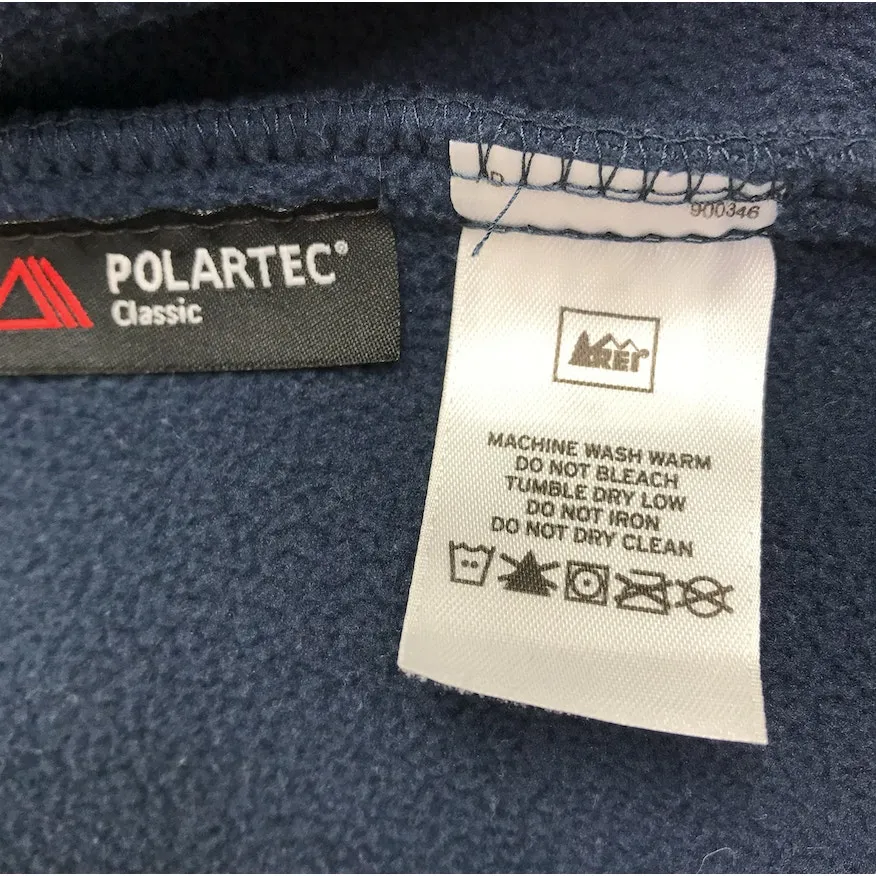 POLARTEC®
Classic
900346
REI
MACHINE WASH WARM
DO NOT BLEACH
TUMBLE DRY LOW
DO NOT IRON
DO NOT DRY CLEAN